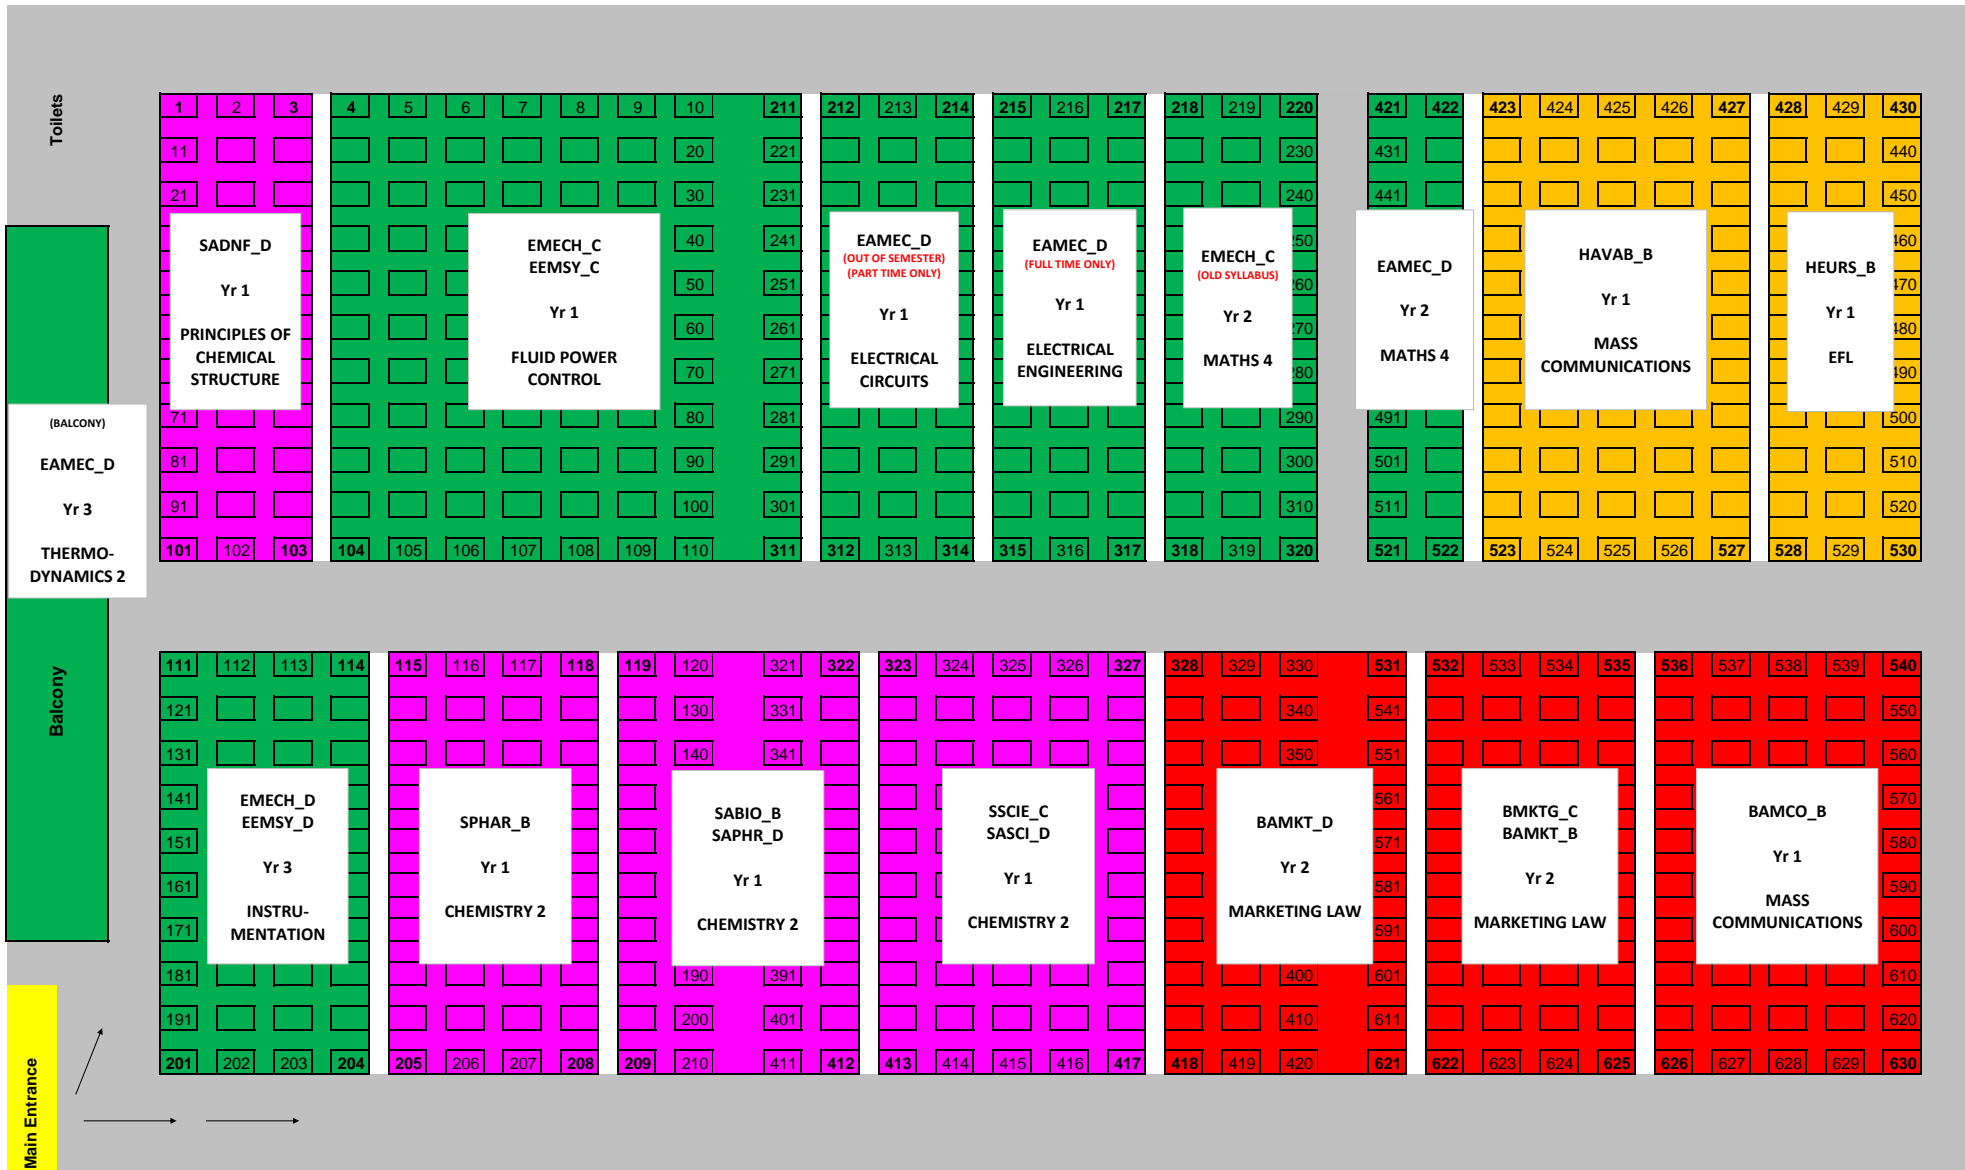 Toilets
1 2 3 4 5 6 7 8 9 10 211 212 213 214 215 216 217 218 219 220 421 422 423 424 425 426 427 428 429 430
11 20 221 230 431 440
21 30 231 240 441 450
40 241 250 460
50 251 260 470
60 261 270 480
70 271 280 490
71 80 281 290 491 500
81 90 291 300 501 510
91 100 301 310 511 520
101 102 103 104 105 106 107 108 109 110 311 312 313 314 315 316 317 318 319 320 521 522 523 524 525 526 527 528 529 530
SADNF_D
Yr 1
PRINCIPLES OF
CHEMICAL
STRUCTURE
EMECH_C
EEMSY_C
Yr 1
FLUID POWER
CONTROL
EAMEC_D
(OUT OF SEMESTER)
(PART TIME ONLY)
Yr 1
ELECTRICAL
CIRCUITS
EAMEC_D
(FULL TIME ONLY)
Yr 1
ELECTRICAL
ENGINEERING
EMECH_C
(OLD SYLLABUS)
Yr 2
MATHS 4
EAMEC_D
Yr 2
MATHS 4
HAVAB_B
Yr 1
MASS
COMMUNICATIONS
HEURS_B
Yr 1
EFL
(BALCONY)
EAMEC_D
Yr 3
THERMO-
DYNAMICS 2
Balcony
111 112 113 114 115 116 117 118 119 120 321 322 323 324 325 326 327 328 329 330 531 532 533 534 535 536 537 538 539 540
121 130 331 340 541 550
131 140 341 350 551 560
141 561 570
151 571 580
161 581 590
171 591 600
181 190 391 400 601 610
191 200 401 410 611 620
201 202 203 204 205 206 207 208 209 210 411 412 413 414 415 416 417 418 419 420 621 622 623 624 625 626 627 628 629 630
EMECH_D
EEMSY_D
Yr 3
INSTRU-
MENTATION
SPHAR_B
Yr 1
CHEMISTRY 2
SABIO_B
SAPHR_D
Yr 1
CHEMISTRY 2
SSCIE_C
SASCI_D
Yr 1
CHEMISTRY 2
BAMKT_D
Yr 2
MARKETING LAW
BMKTG_C
BAMKT_B
Yr 2
MARKETING LAW
BAMCO_B
Yr 1
MASS
COMMUNICATIONS
Main Entrance